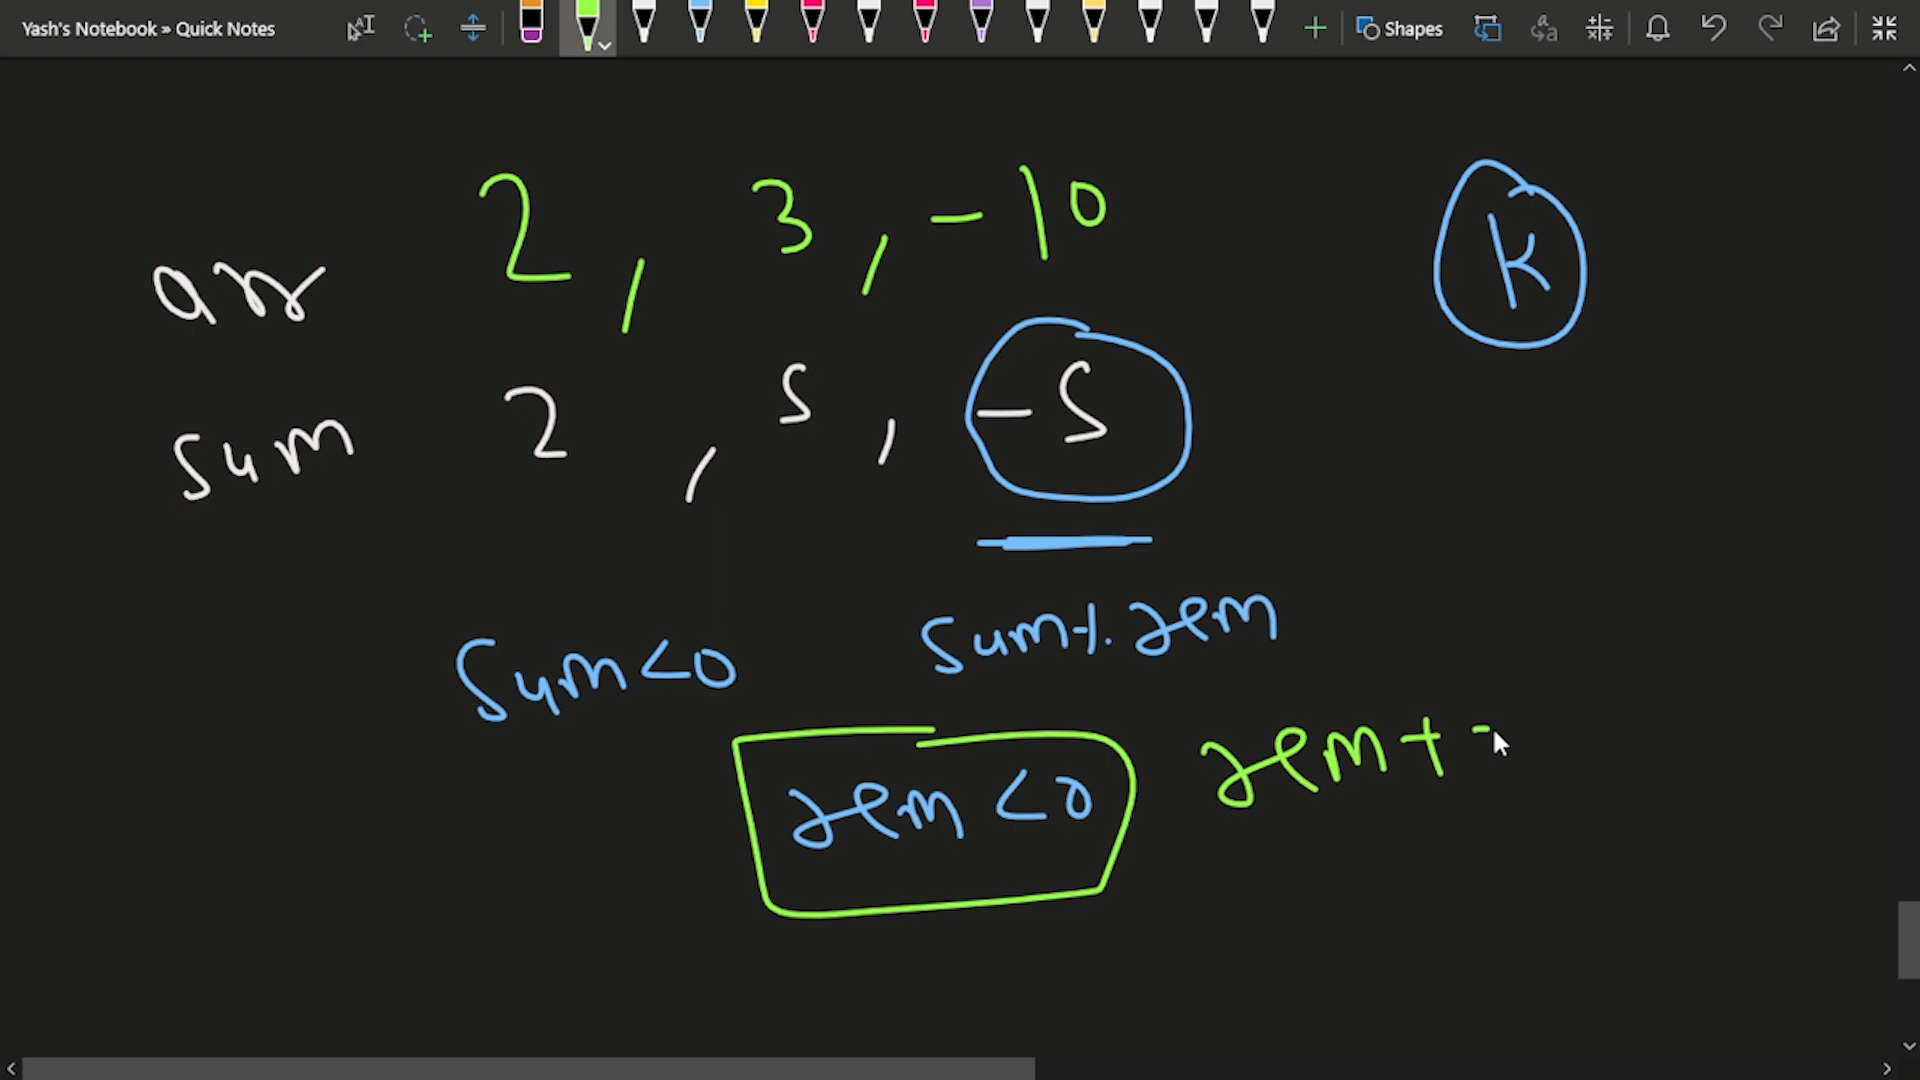 Yash's Notebook » Quick Notes
Shapes
arr 2, 3, -10
K
sum 2, 5, -5
sum<0 sum%rem
rem<0 rem+